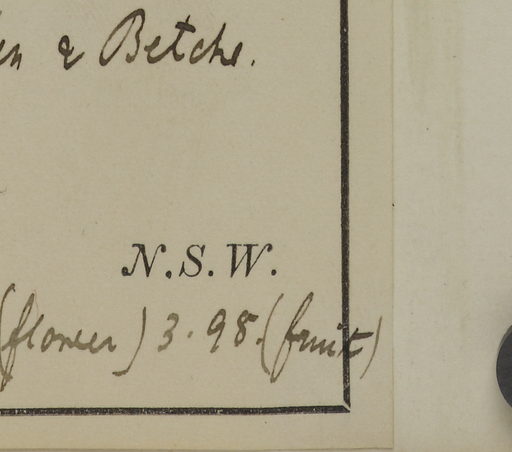 & Betche.
N.S.W.
(flower) 3.98.(fruit)